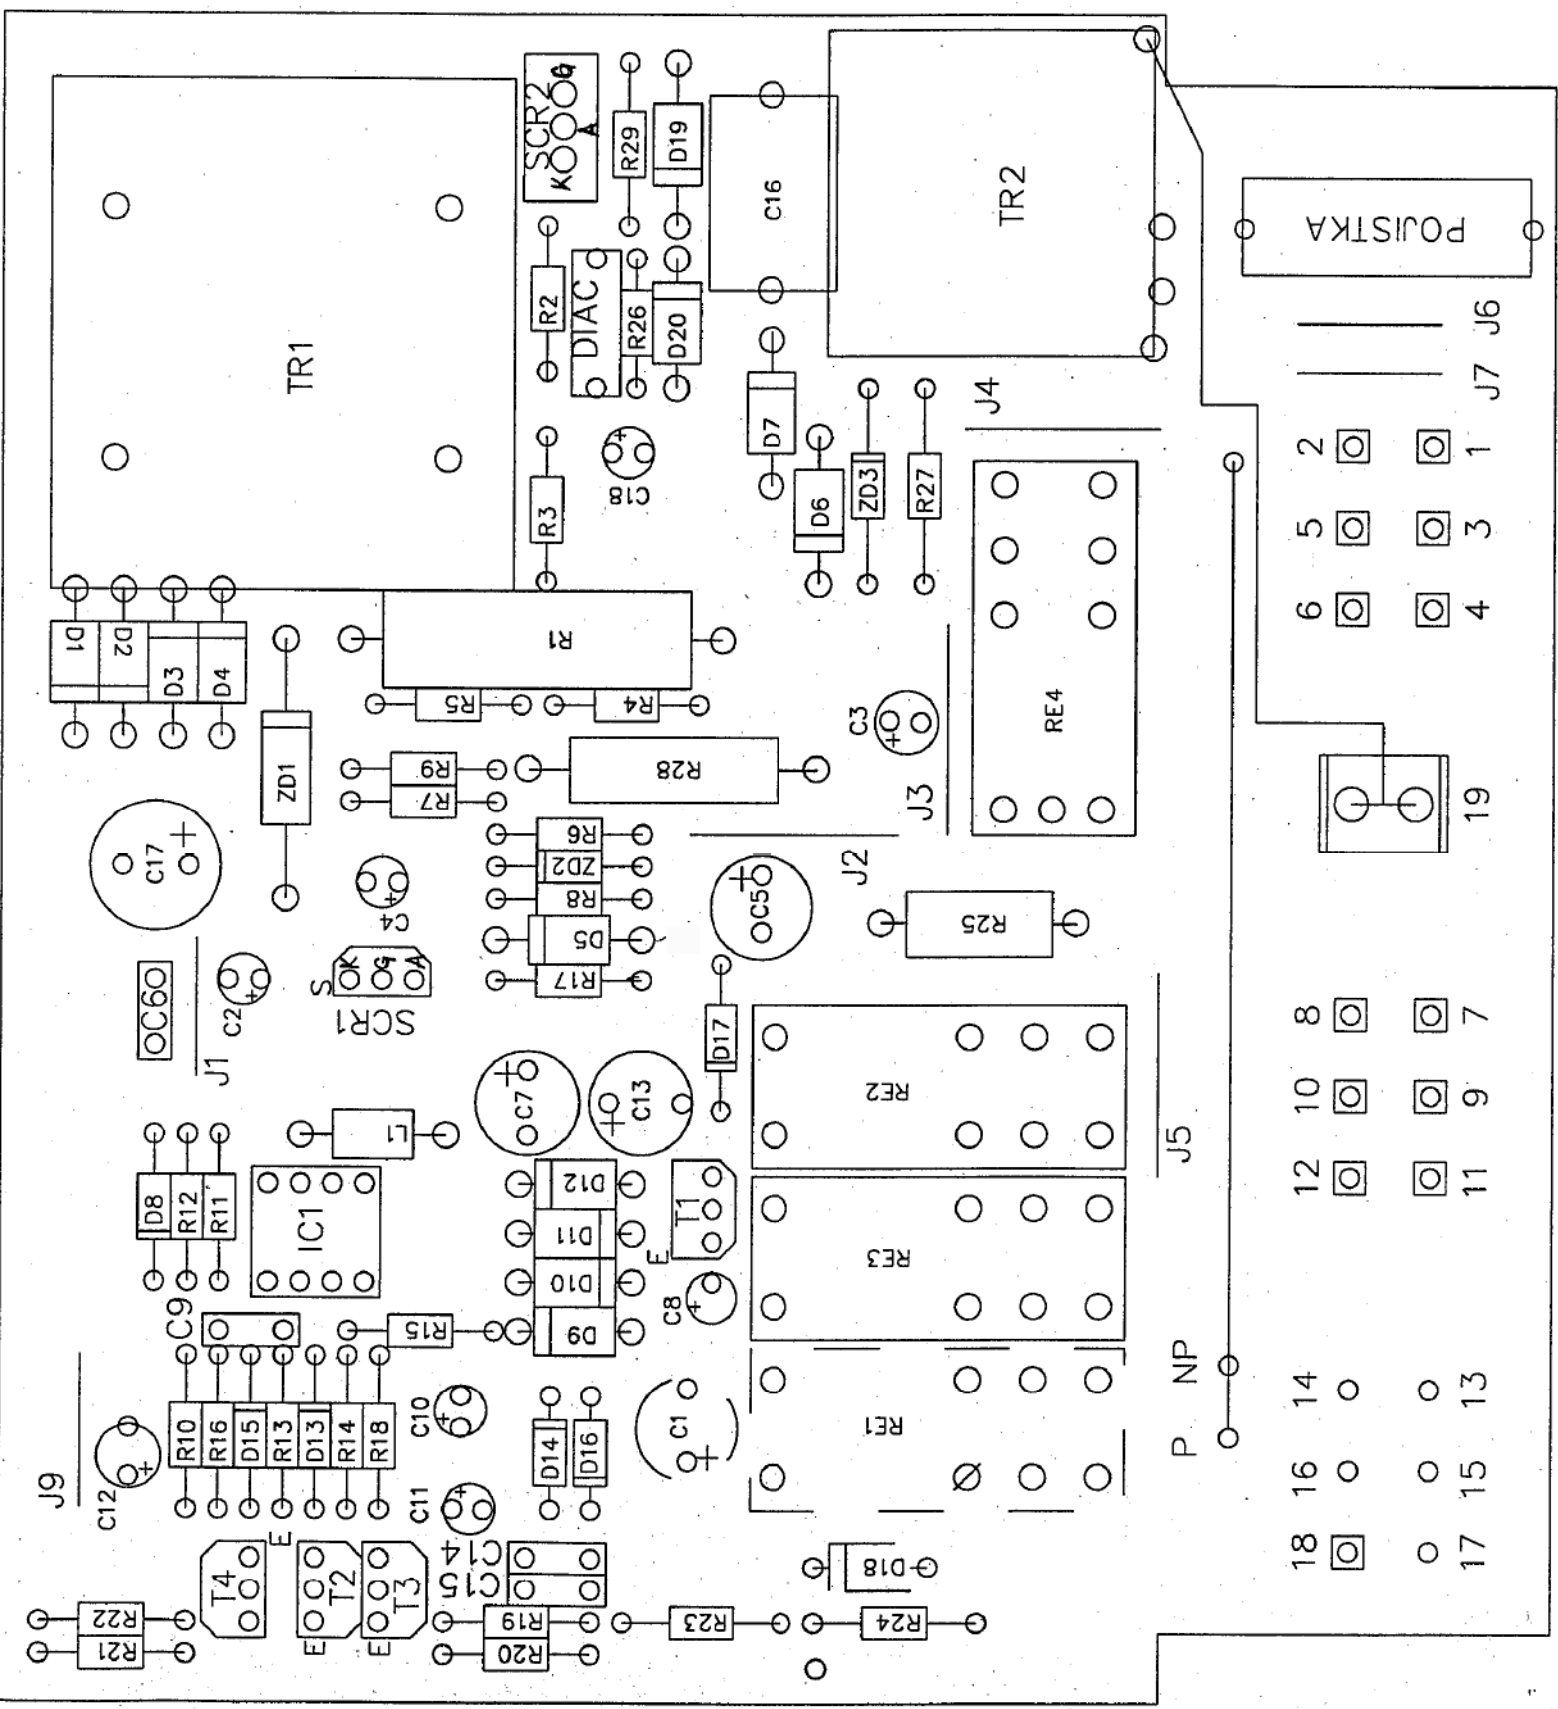 SCR2
G
A
K
R29
D19
C16
TR2
TR1
POJISTKA
R2
DIAC
R26
D20
J6
J7
J4
D7
C18
R3
D6
ZD3
R27
2
1
5
3
6
4
D1
D2
D3
D4
R1
R5
R4
ZD1
R9
R7
R28
C3
+
RE4
J3
19
C17
+
R6
ZD2
R8
D5
R17
C4
+
J2
C5
+
R25
C6
C2
+
S
K
G
A
SCR1
J1
D17
8
7
10
9
12
11
C7
+
C13
+
RE2
J5
L1
D8
R12
R11
IC1
D12
D11
D10
D9
T1
E
C8
+
RE3
C9
R15
NP
P
14
13
16
15
18
17
J9
C12
+
R10
R16
D15
R13
D13
R14
R18
C10
+
C11
+
D14
D16
C1
+
RE1
E
T4
T2
T3
E
E
C14
C15
D18
R22
R21
R19
R20
R23
R24
+